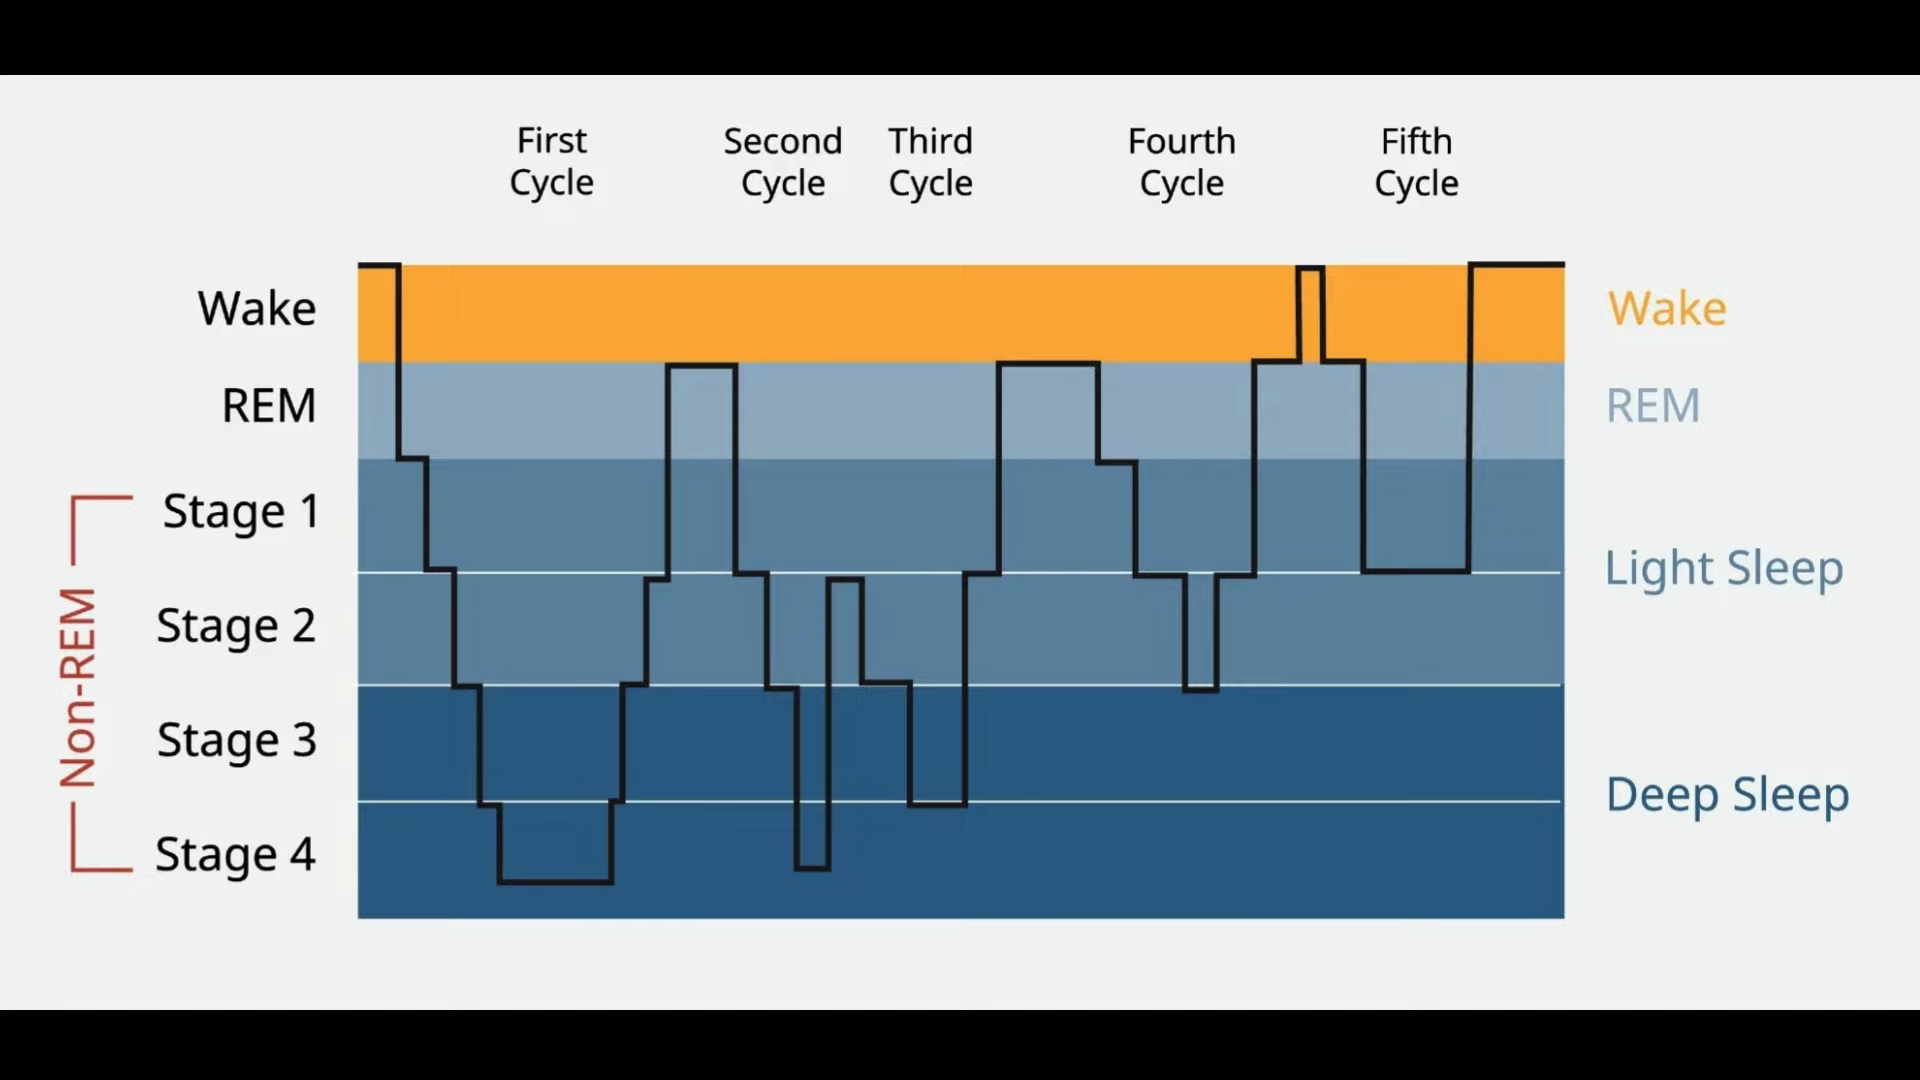 First
Cycle
Second
Cycle
Third
Cycle
Fourth
Cycle
Fifth
Cycle
Wake
REM
Stage 1
Stage 2
Stage 3
Stage 4
Non-REM
Wake
REM
Light Sleep
Deep Sleep